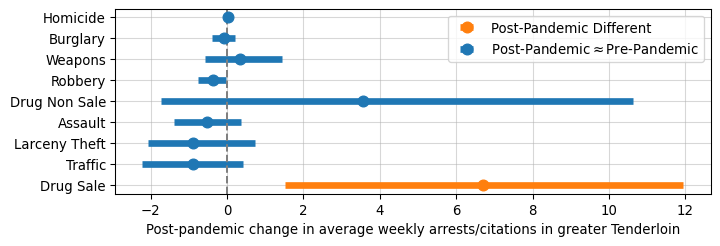 Homicide
Burglary
Weapons
Robbery
Drug Non Sale
Assault
Larceny Theft
Traffic
Drug Sale
Post-Pandemic Different
Post-Pandemic ≈ Pre-Pandemic
−2 0 2 4 6 8 10 12
Post-pandemic change in average weekly arrests/citations in greater Tenderloin